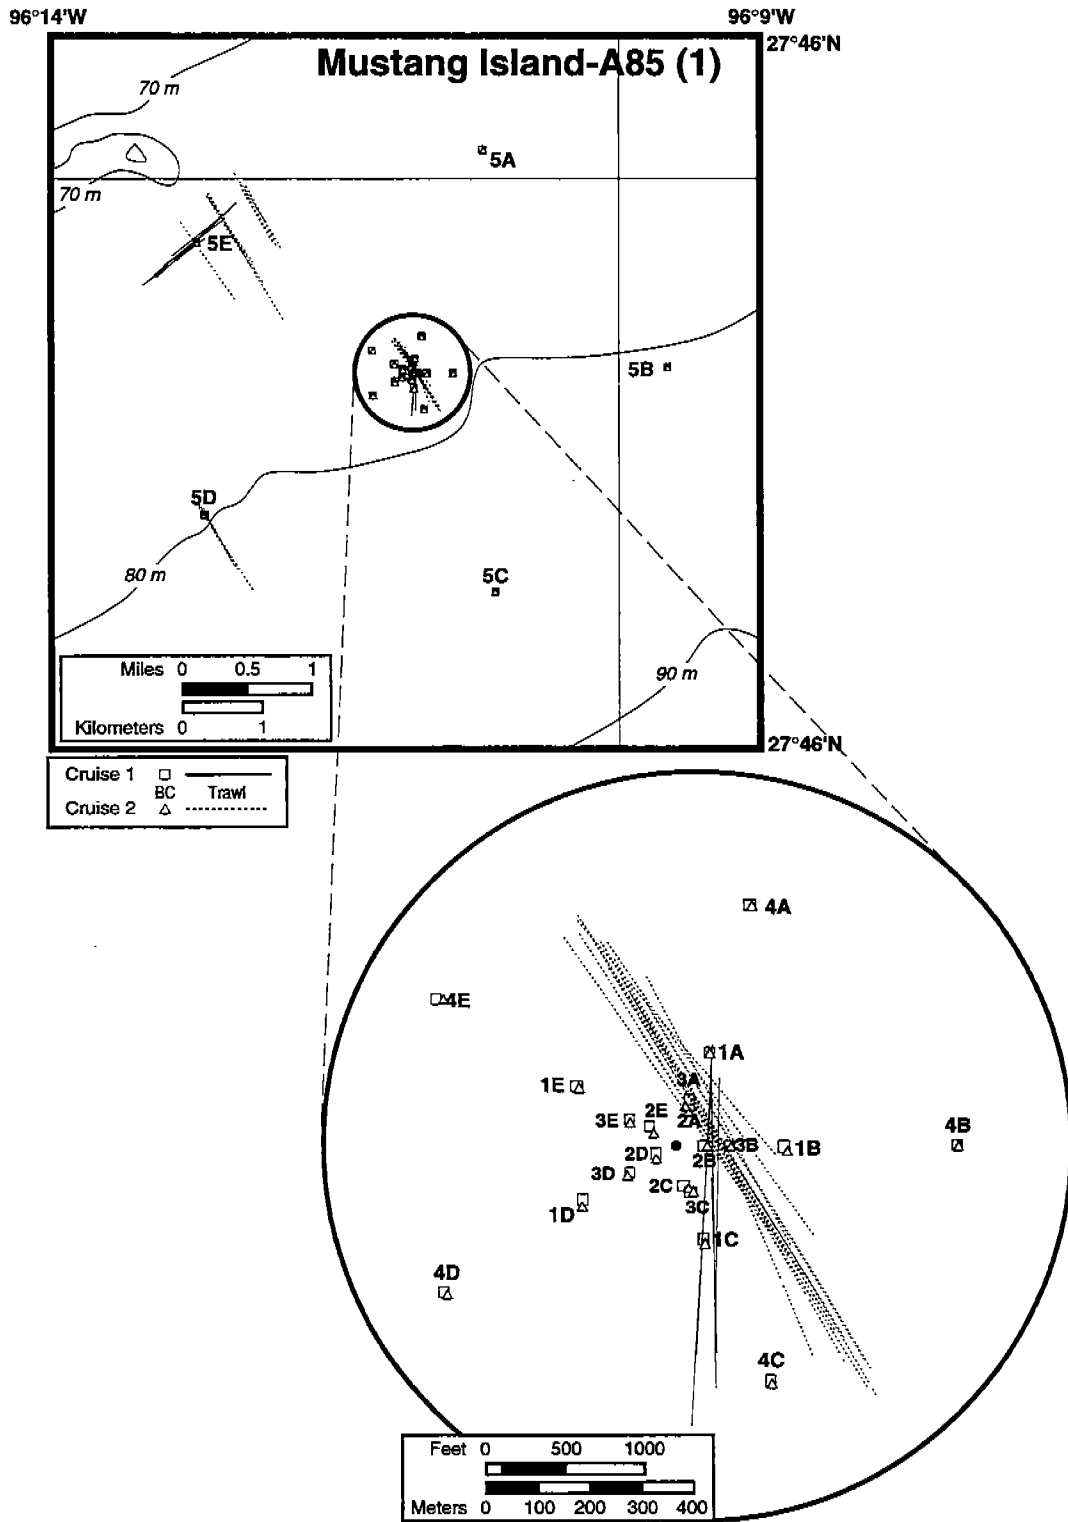 96°14'W
96°9'W
27°46'N
Mustang Island-A85 (1)
70 m
5A
70 m
5E
5B
5D
80 m
5C
90 m
Miles 0 0.5 1
Kilometers 0 1
27°46'N
Cruise 1
BC Trawl
Cruise 2
4A
4E
1A
1E
3A
3E
2E
2A
4B
2D
2B
3B
1B
3D
2C
3C
1D
1C
4D
4C
Feet 0 500 1000
Meters 0 100 200 300 400